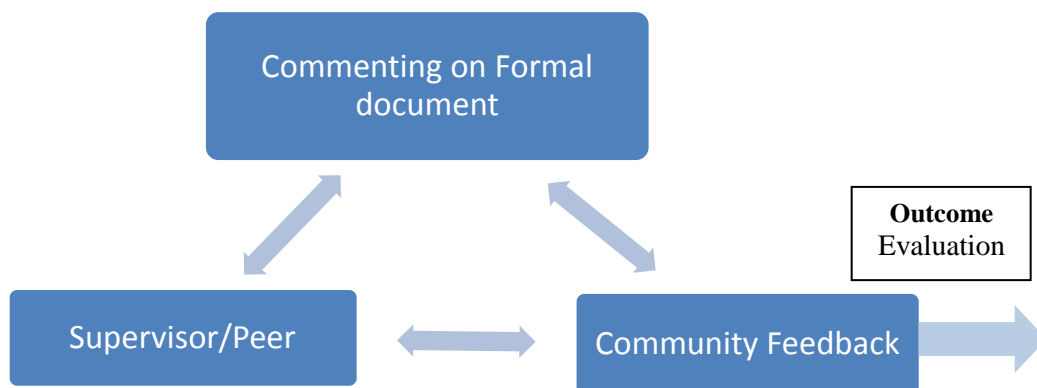 Commenting on Formal
document
Outcome
Evaluation
Supervisor/Peer
Community Feedback